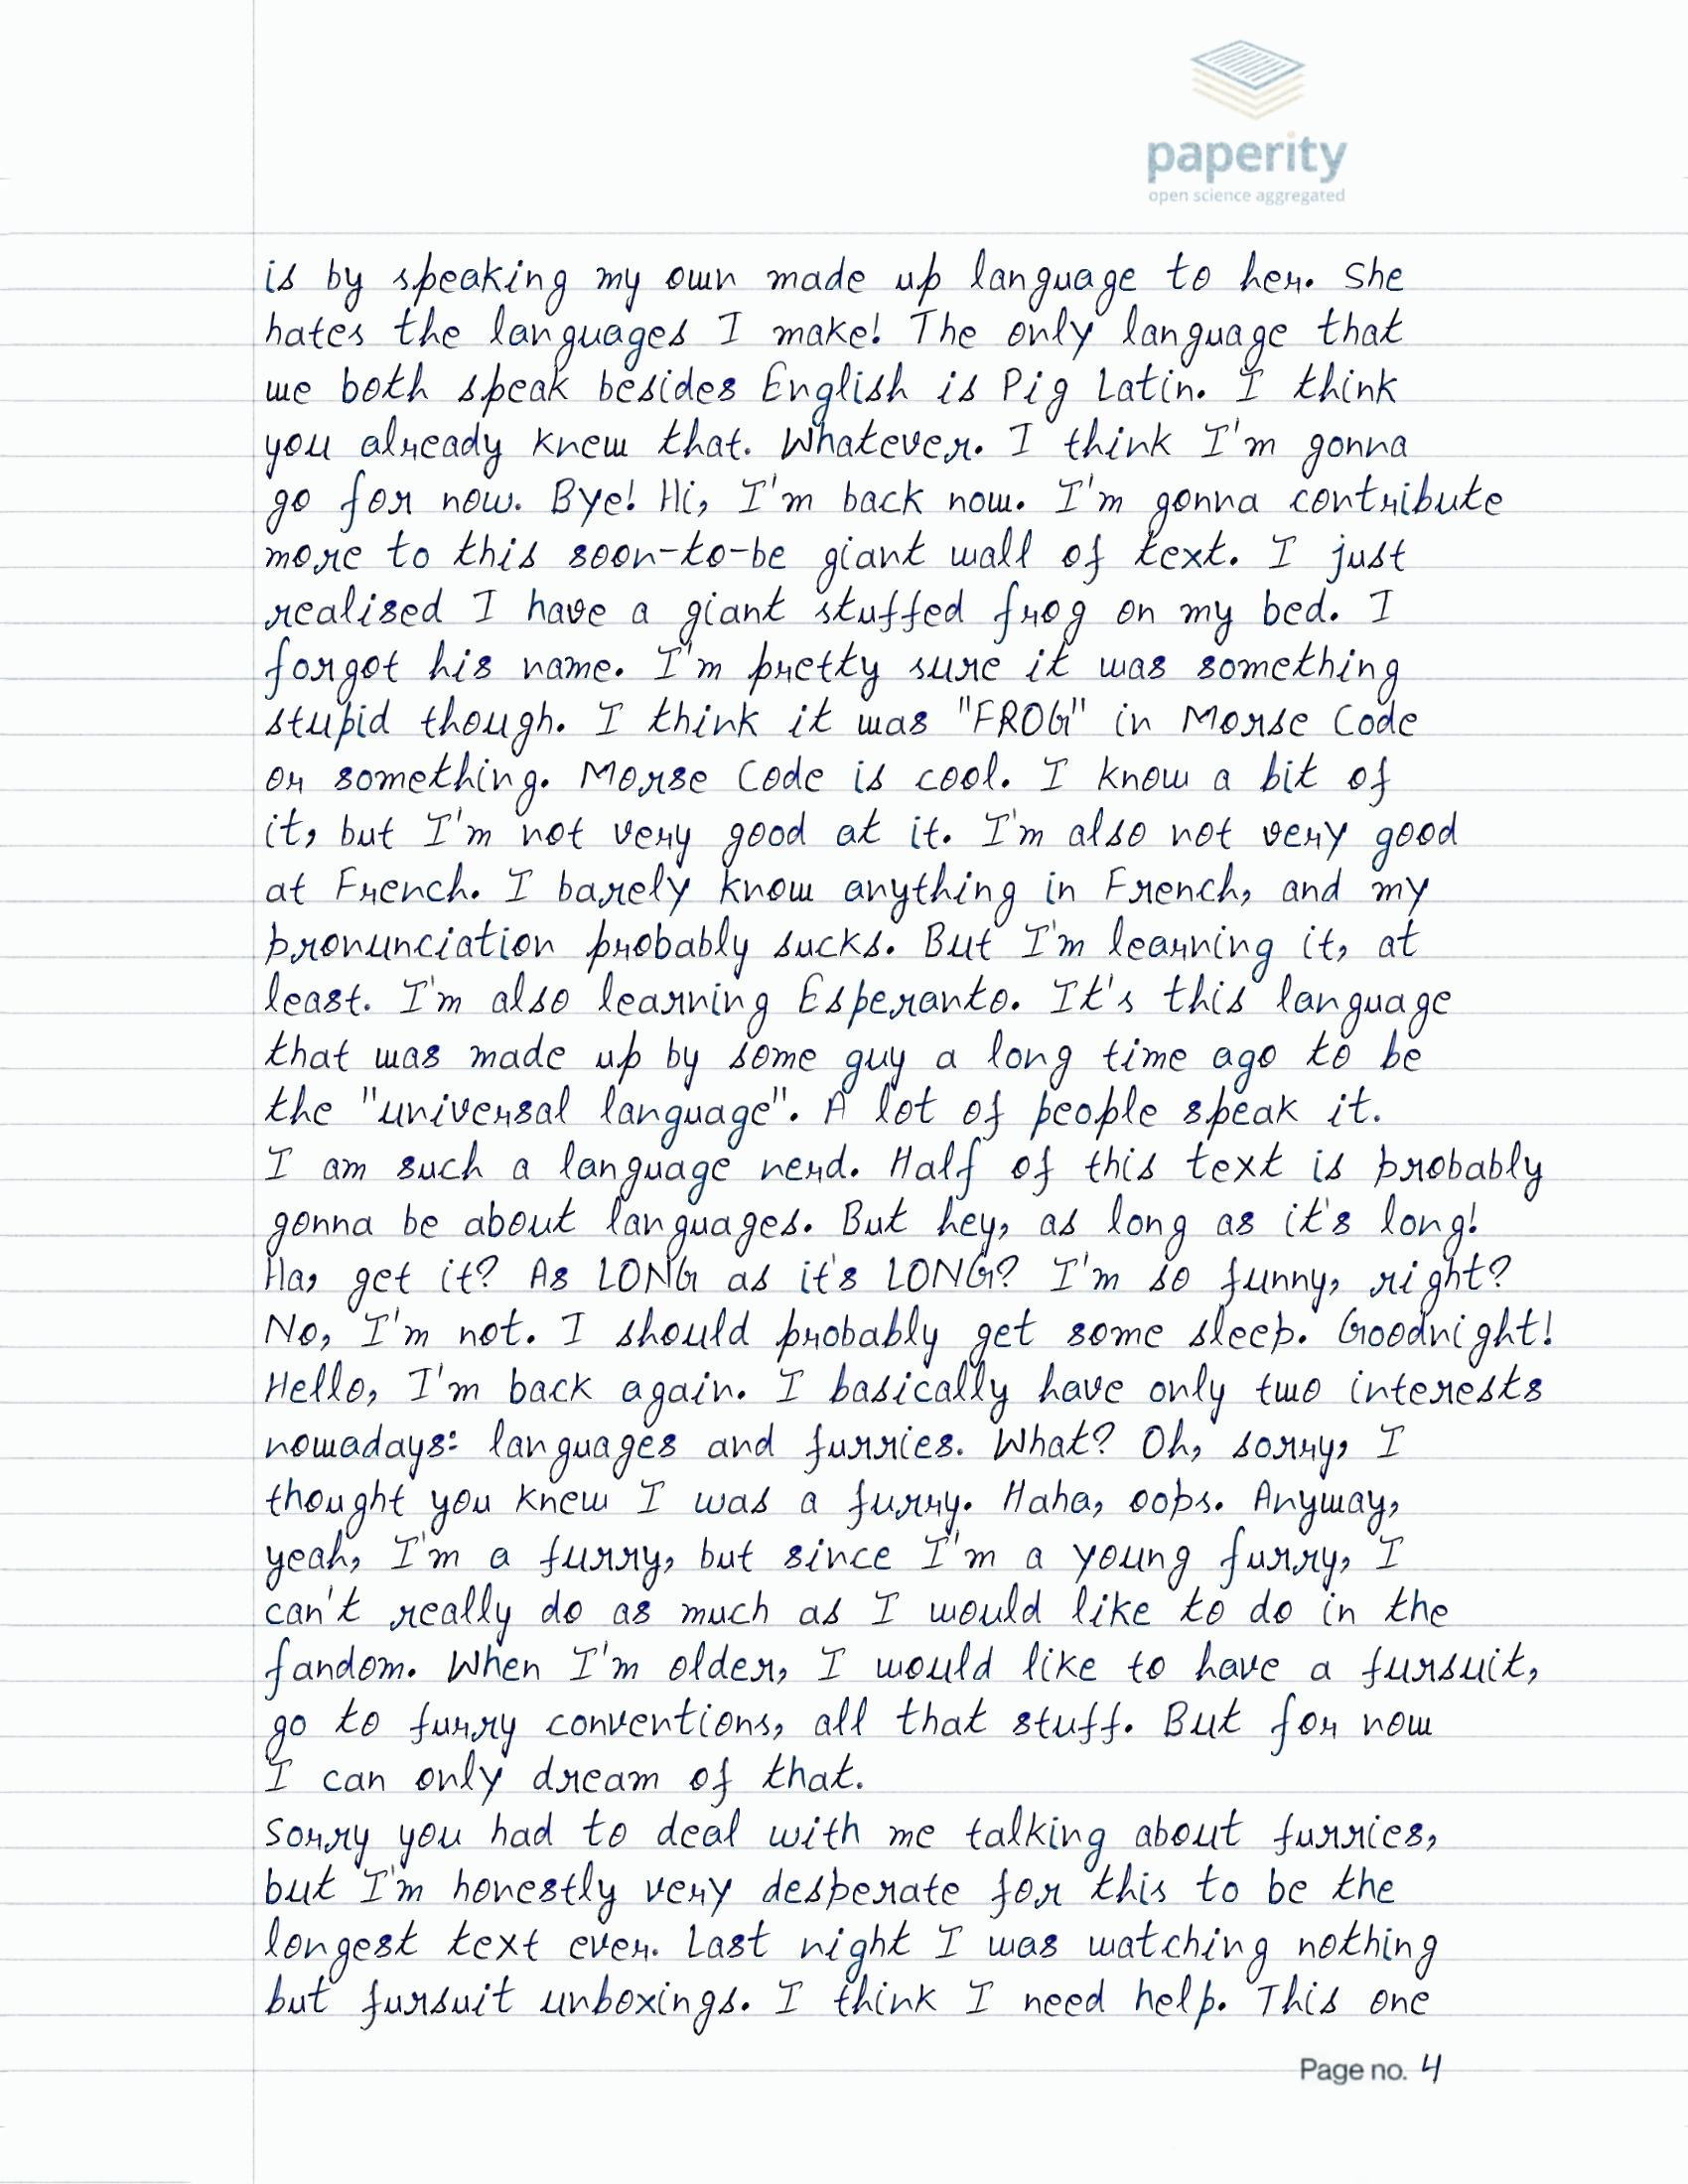 paperity
open science aggregated
is by speaking my own made up language to her. She
hates the languages I make! The only language that
we both speak besides English is Pig Latin. I think
you already knew that. Whatever. I think I'm gonna
go for now. Bye! Hi, I'm back now. I'm gonna contribute
more to this soon-to-be giant wall of text. I just
realised I have a giant stuffed frog on my bed. I
forgot his name. I'm pretty sure it was something
stupid though. I think it was "FROG" in Morse Code
or something. Morse Code is cool. I know a bit of
it, but I'm not very good at it. I'm also not very good
at French. I barely know anything in French, and my
pronunciation probably sucks. But I'm learning it, at
least. I'm also learning Esperanto. It's this language
that was made up by some guy a long time ago to be
the "universal language". A lot of people speak it.
I am such a language nerd. Half of this text is probably
gonna be about languages. But hey, as long as it's long!
Ha, get it? As LONG as it's LONG? I'm so funny, right?
No, I'm not. I should probably get some sleep. Goodnight!
Hello, I'm back again. I basically have only two interests
nowadays: languages and furries. What? Oh, sorry, I
thought you knew I was a furry. Haha, oops. Anyway,
yeah, I'm a furry, but since I'm a young furry, I
can't really do as much as I would like to do in the
fandom. When I'm older, I would like to have a fursuit,
go to furry conventions, all that stuff. But for now
I can only dream of that.
Sorry you had to deal with me talking about furries,
but I'm honestly very desperate for this to be the
longest text ever. Last night I was watching nothing
but fursuit unboxings. I think I need help. This one
Page no. 4